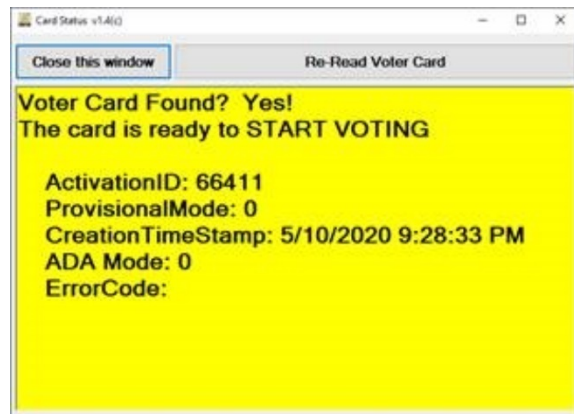 Card Status v1.4(c)
Close this window
Re-Read Voter Card
Voter Card Found? Yes!
The card is ready to START VOTING
ActivationID: 66411
ProvisionalMode: 0
CreationTimeStamp: 5/10/2020 9:28:33 PM
ADA Mode: 0
ErrorCode: